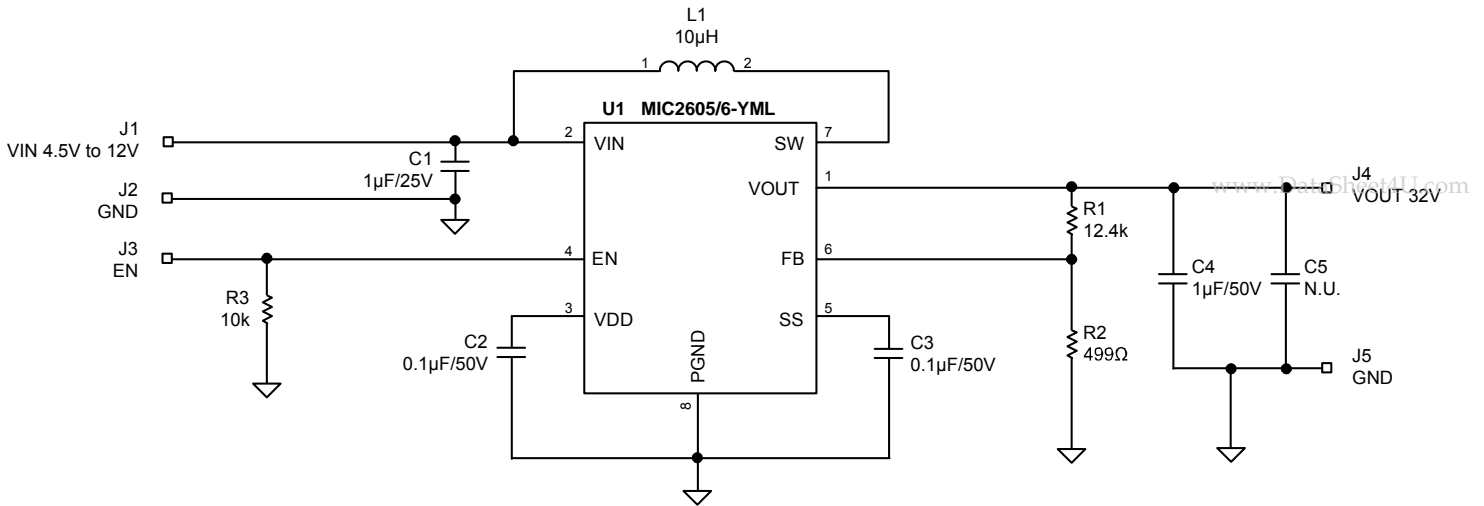 L1
10µH
1
2
U1 MIC2605/6-YML
J1
VIN 4.5V to 12V
2
VIN
SW
7
C1
1µF/25V
J2
GND
VOUT
1
www.DataSheet4U.com
J4
VOUT 32V
R1
12.4k
J3
EN
4
EN
FB
6
C4
1µF/50V
C5
N.U.
R3
10k
3
VDD
SS
5
C2
0.1µF/50V
PGND
8
C3
0.1µF/50V
R2
499Ω
J5
GND